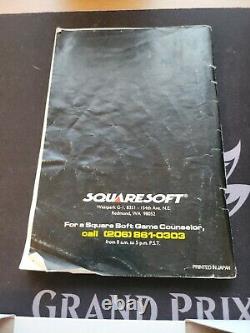 SQUARESOFT®
Westpark G-1, 8351 - 154th Ave., N.E.
Redmond, WA 98052
For a Square Soft Game Counselor,
call (206) 861-0303
from 8 a.m. to 5 p.m. P.S.T.
PRINTED IN JAPAN
GRAND PRIX